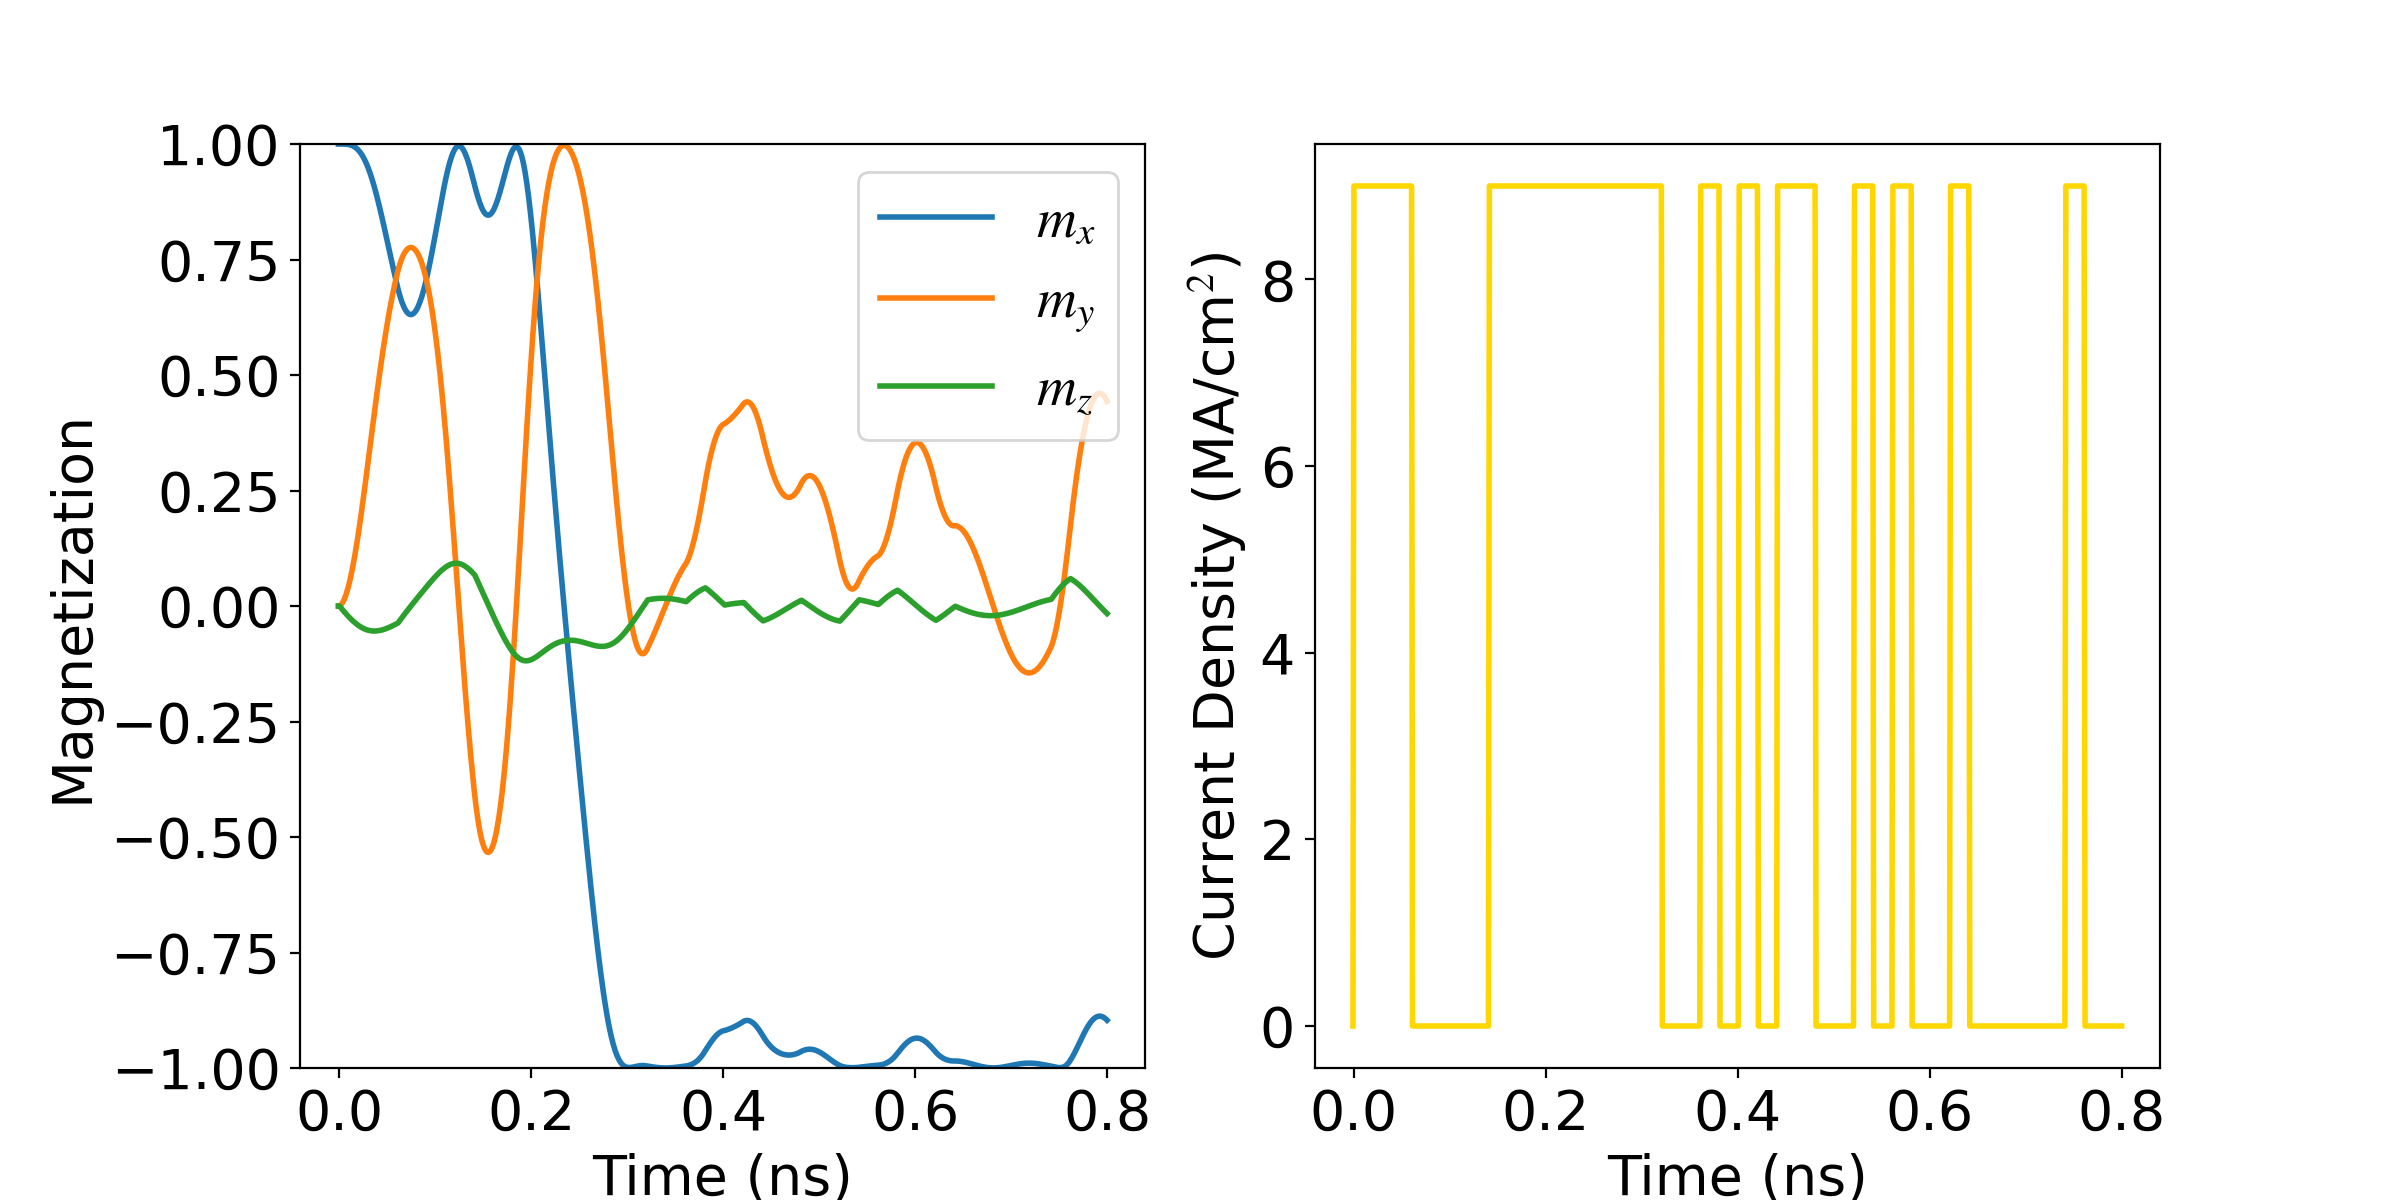 Magnetization
1.00
0.75
0.50
0.25
0.00
−0.25
−0.50
−0.75
−1.00
0.0 0.2 0.4 0.6 0.8
Time (ns)
mₓ
m_y
m_z
Current Density (MA/cm²)
8
6
4
2
0
0.0 0.2 0.4 0.6 0.8
Time (ns)